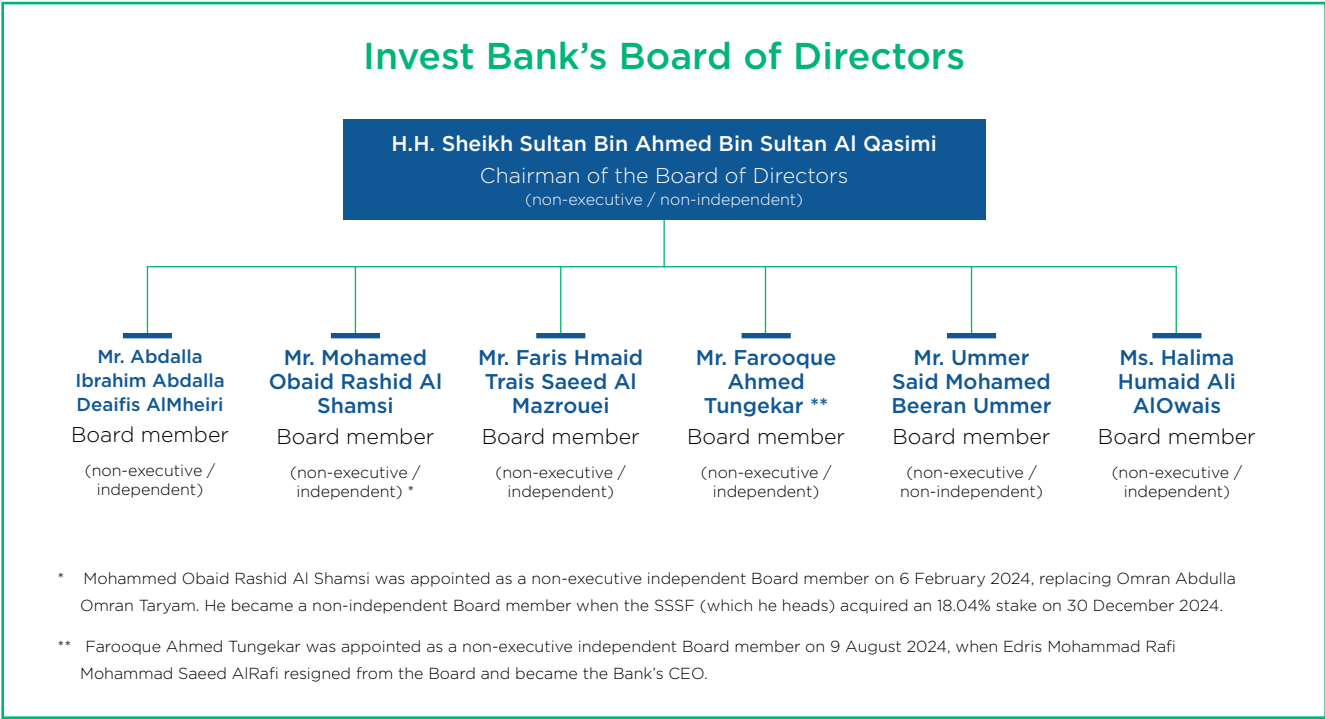 Invest Bank's Board of Directors
H.H. Sheikh Sultan Bin Ahmed Bin Sultan Al Qasimi
Chairman of the Board of Directors
(non-executive / non-independent)
Mr. Abdalla
Ibrahim Abdalla
Deaifis AlMheiri
Board member
(non-executive /
independent)
Mr. Mohamed
Obaid Rashid Al
Shamsi
Board member
(non-executive /
independent) *
Mr. Faris Hmaid
Trais Saeed Al
Mazrouei
Board member
(non-executive /
independent)
Mr. Farooque
Ahmed
Tungekar **
Board member
(non-executive /
independent)
Mr. Ummer
Said Mohamed
Beeran Ummer
Board member
(non-executive /
non-independent)
Ms. Halima
Humaid Ali
AlOwais
Board member
(non-executive /
independent)
* Mohammed Obaid Rashid Al Shamsi was appointed as a non-executive independent Board member on 6 February 2024, replacing Omran Abdulla
Omran Taryam. He became a non-independent Board member when the SSSF (which he heads) acquired an 18.04% stake on 30 December 2024.
** Farooque Ahmed Tungekar was appointed as a non-executive independent Board member on 9 August 2024, when Edris Mohammad Rafi
Mohammad Saeed AlRafi resigned from the Board and became the Bank's CEO.